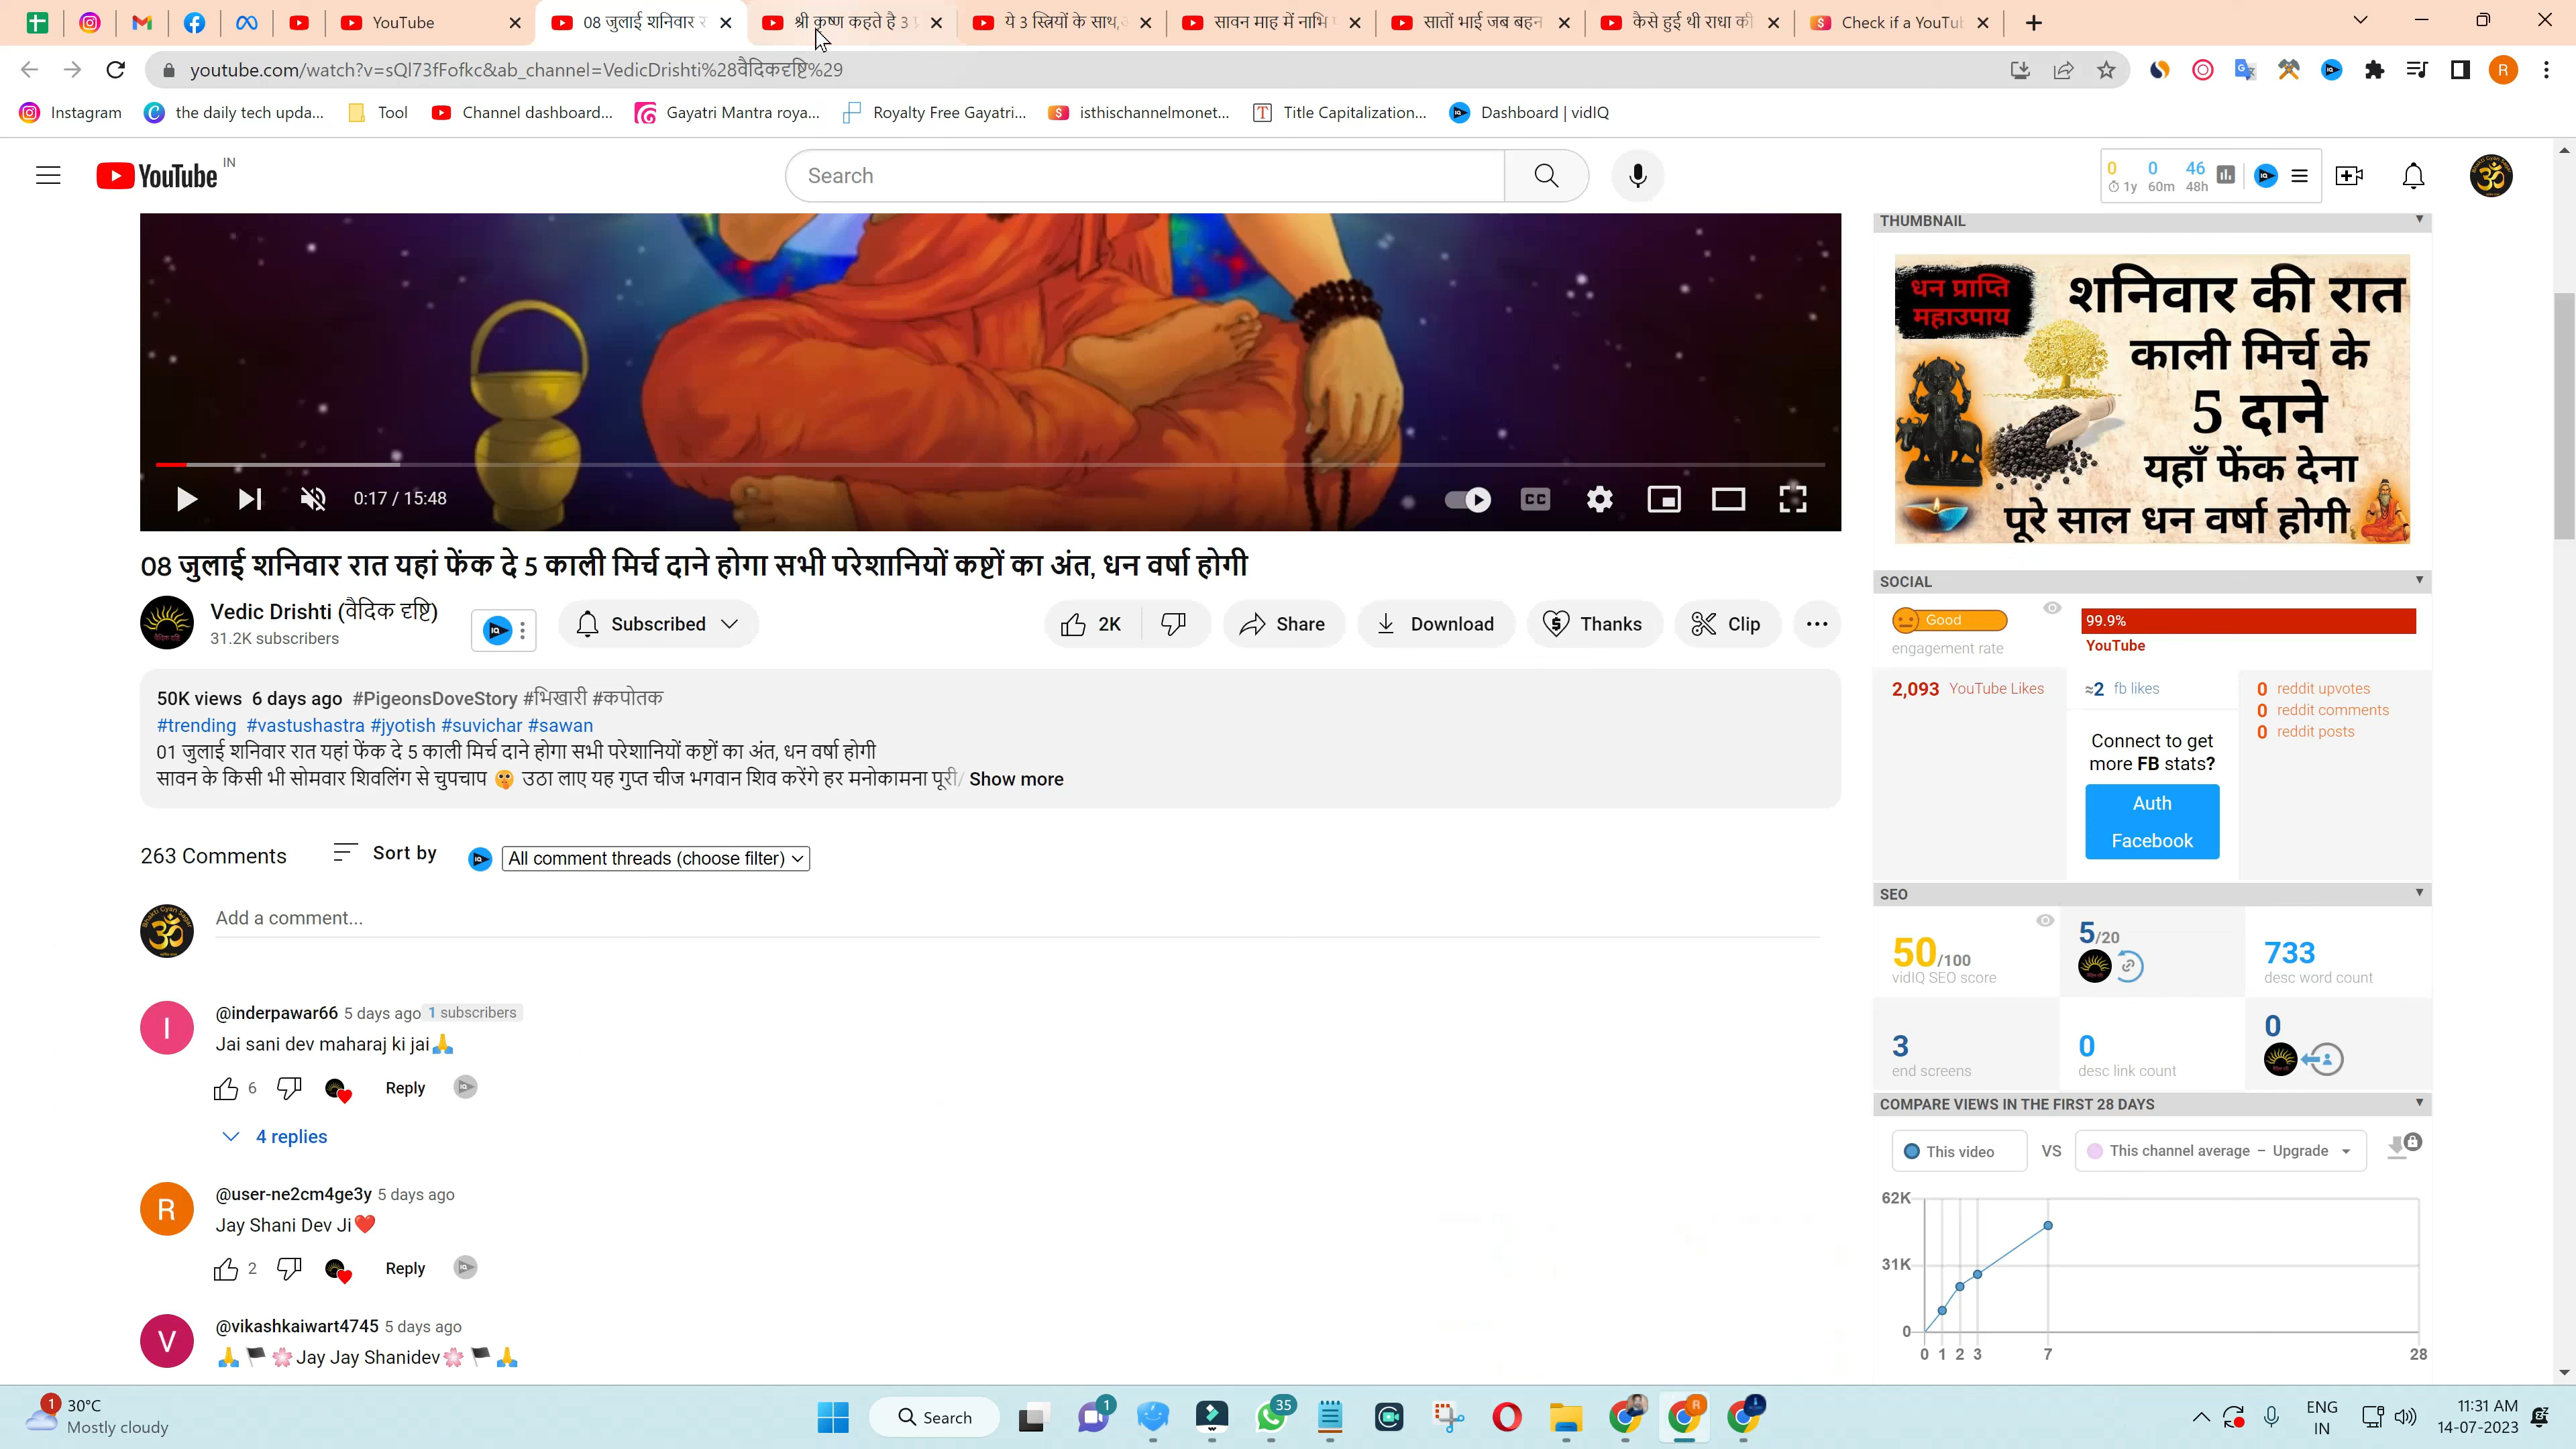 YouTube
08 जुलाई शनिवार
श्री कृष्ण कहते है 3
ये 3 स्त्रियों के साथ,
सावन माह में नाभि
सातों भाई जब बहन
कैसे हुई थी राधा की
Check if a YouTu
youtube.com/watch?v=sQl73fFofkc&ab_channel=VedicDrishti%28वैदिकदृष्टि%29
R
Instagram
the daily tech upda...
Tool
Channel dashboard...
Gayatri Mantra roya...
Royalty Free Gayatri...
isthischannelmonet...
Title Capitalization...
Dashboard | vidIQ
YouTube IN
Search
0 0 46
1y 60m 48h
THUMBNAIL
धन प्राप्ति
महाउपाय
शनिवार की रात
काली मिर्च के
5 दाने
यहाँ फेंक देना
पूरे साल धन वर्षा होगी
0:17 / 15:48
08 जुलाई शनिवार रात यहां फेंक दे 5 काली मिर्च दाने होगा सभी परेशानियों कष्टों का अंत, धन वर्षा होगी
Vedic Drishti (वैदिक दृष्टि)
31.2K subscribers
Subscribed
2K
Share
Download
Thanks
Clip
50K views 6 days ago #PigeonsDoveStory #भिखारी #कपोतक
#trending #vastushastra #jyotish #suvichar #sawan
01 जुलाई शनिवार रात यहां फेंक दे 5 काली मिर्च दाने होगा सभी परेशानियों कष्टों का अंत, धन वर्षा होगी
सावन के किसी भी सोमवार शिवलिंग से चुपचाप 🤫 उठा लाए यह गुप्त चीज भगवान शिव करेंगे हर मनोकामना पूरी/ Show more
263 Comments
Sort by
All comment threads (choose filter)
Add a comment...
I
@inderpawar66 5 days ago 1 subscribers
Jai sani dev maharaj ki jai🙏
6
Reply
4 replies
R
@user-ne2cm4ge3y 5 days ago
Jay Shani Dev Ji❤️
2
Reply
V
@vikashkaiwart4745 5 days ago
🙏🏴🌸Jay Jay Shanidev🌸🏴🙏
SOCIAL
Good
engagement rate
99.9%
YouTube
2,093 YouTube Likes
≈2 fb likes
Connect to get
more FB stats?
Auth
Facebook
0 reddit upvotes
0 reddit comments
0 reddit posts
SEO
50/100
vidIQ SEO score
5/20
733
desc word count
3
end screens
0
desc link count
0
COMPARE VIEWS IN THE FIRST 28 DAYS
This video
VS
This channel average – Upgrade
62K
31K
0
0 1 2 3 7 28
1
30°C
Mostly cloudy
Search
1
35
R
ENG
IN
11:31 AM
14-07-2023